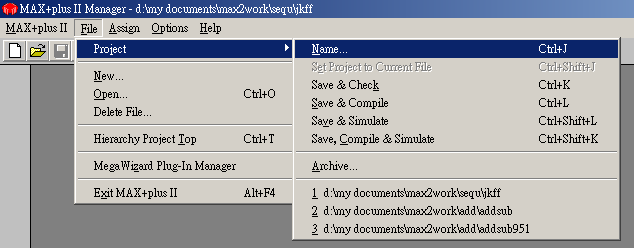 MAX+plus II Manager - d:\my documents\max2work\sequ\jkff
MAX+plus II File Assign Options Help
Project
Name... Ctrl+J
Set Project to Current File Ctrl+Shift+J
New...
Save & Check Ctrl+K
Open... Ctrl+O
Save & Compile Ctrl+L
Delete File...
Save & Simulate Ctrl+Shift+L
Hierarchy Project Top Ctrl+T
Save, Compile & Simulate Ctrl+Shift+K
MegaWizard Plug-In Manager
Archive...
Exit MAX+plus II Alt+F4
1 d:\my documents\max2work\sequ\jkff
2 d:\my documents\max2work\add\addsub
3 d:\my documents\max2work\add\addsub951